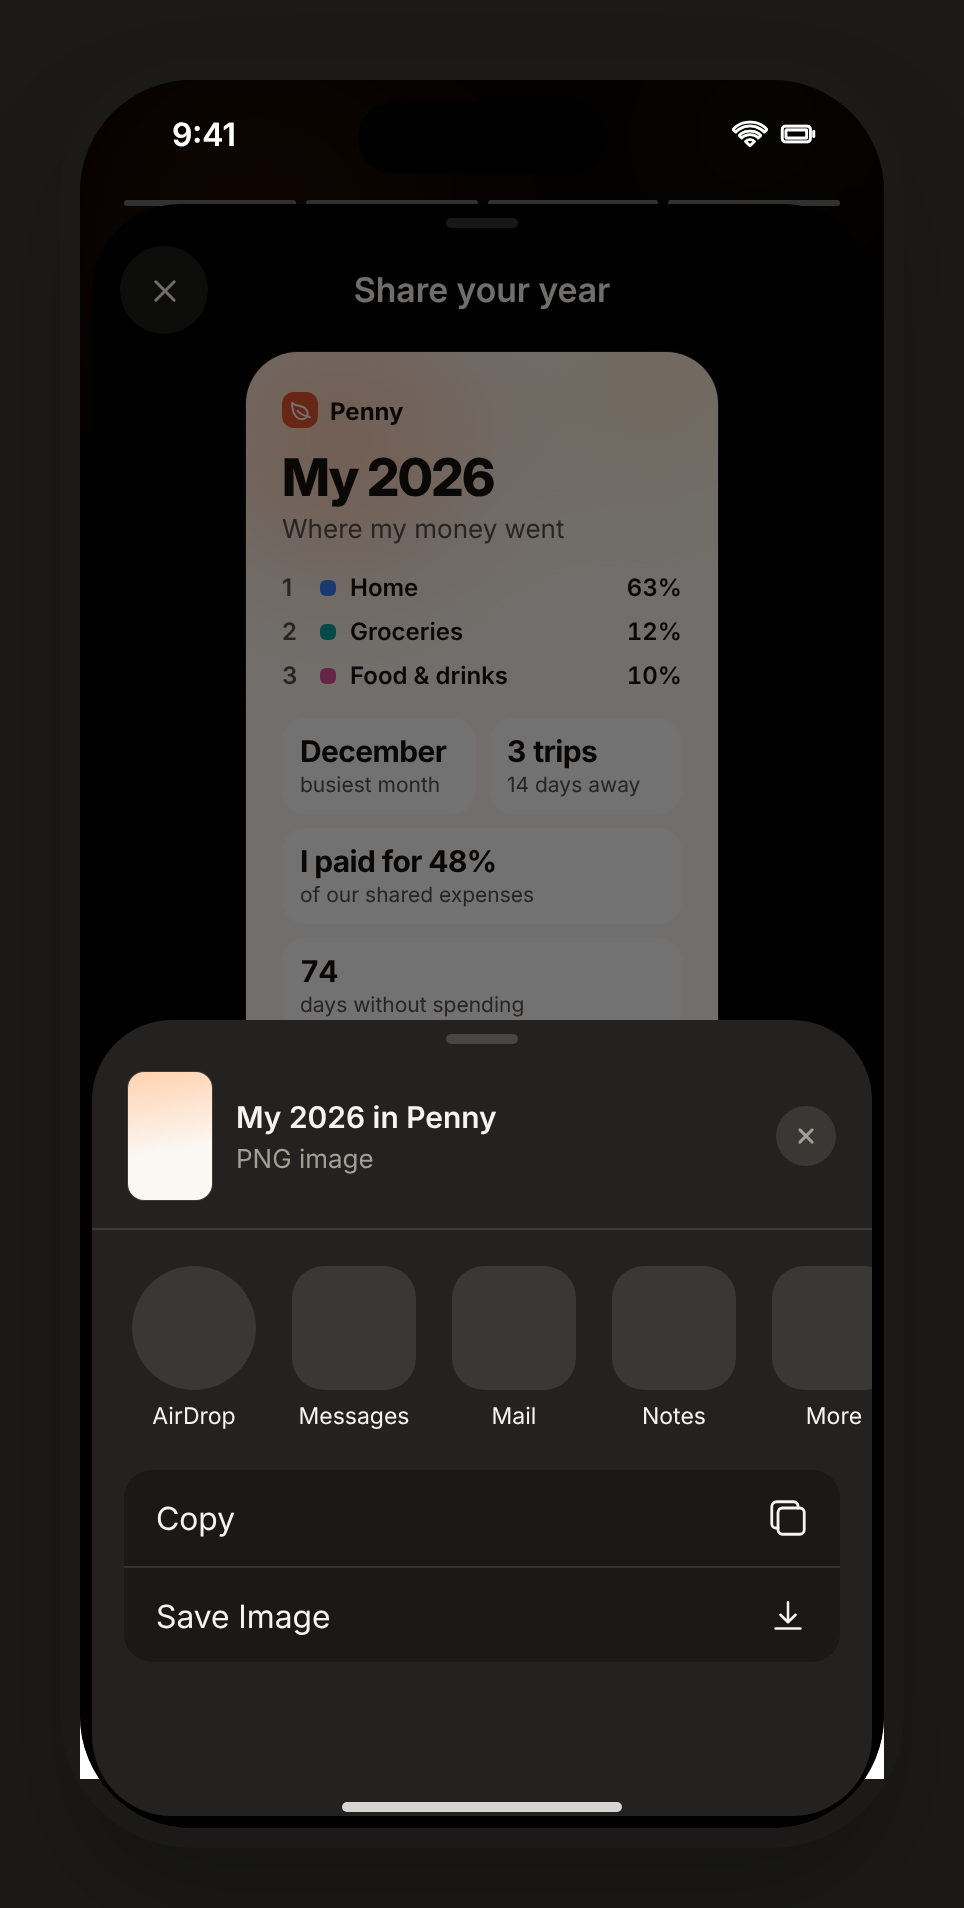 9:41
Share your year
Penny
My 2026
Where my money went
1 Home 63%
2 Groceries 12%
3 Food & drinks 10%
December
busiest month
3 trips
14 days away
I paid for 48%
of our shared expenses
74
days without spending
My 2026 in Penny
PNG image
AirDrop
Messages
Mail
Notes
More
Copy
Save Image